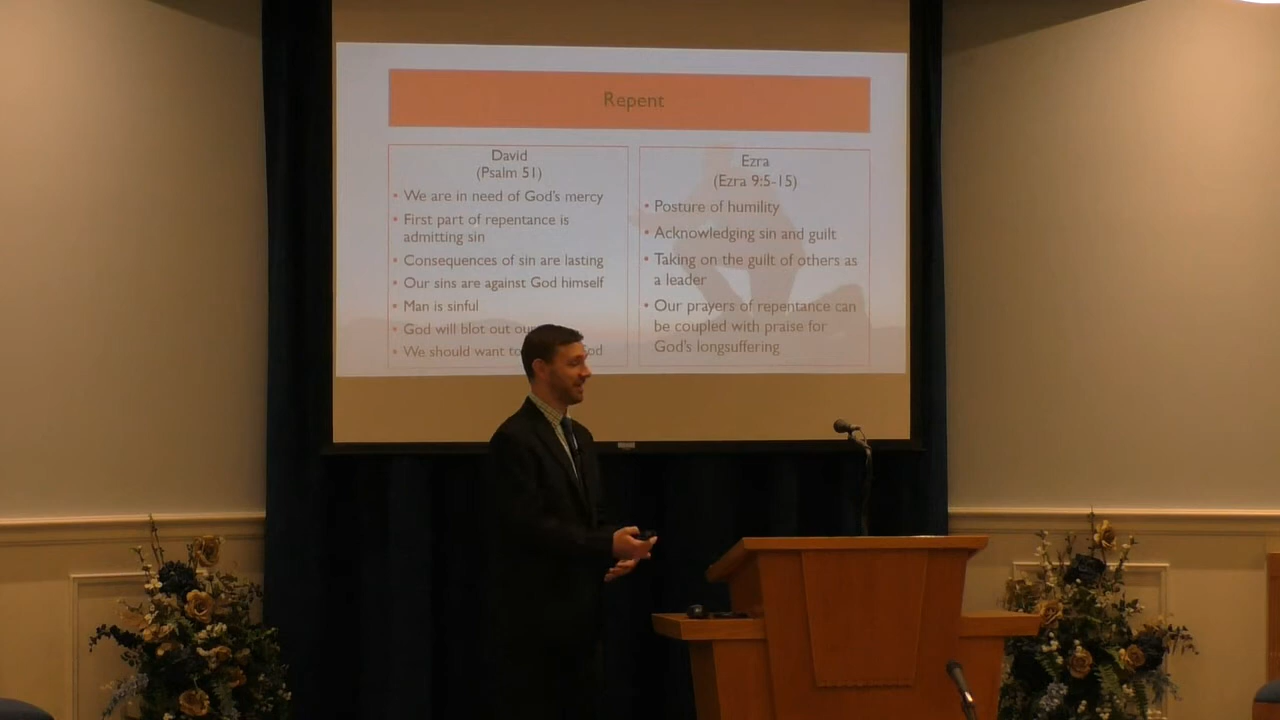 Repent
David
(Psalm 51)
• We are in need of God's mercy
• First part of repentance is
admitting sin
• Consequences of sin are lasting
• Our sins are against God himself
• Man is sinful
• God will blot out our
• We should want to
Ezra
(Ezra 9:5-15)
• Posture of humility
• Acknowledging sin and guilt
• Taking on the guilt of others as
a leader
• Our prayers of repentance can
be coupled with praise for
God's longsuffering